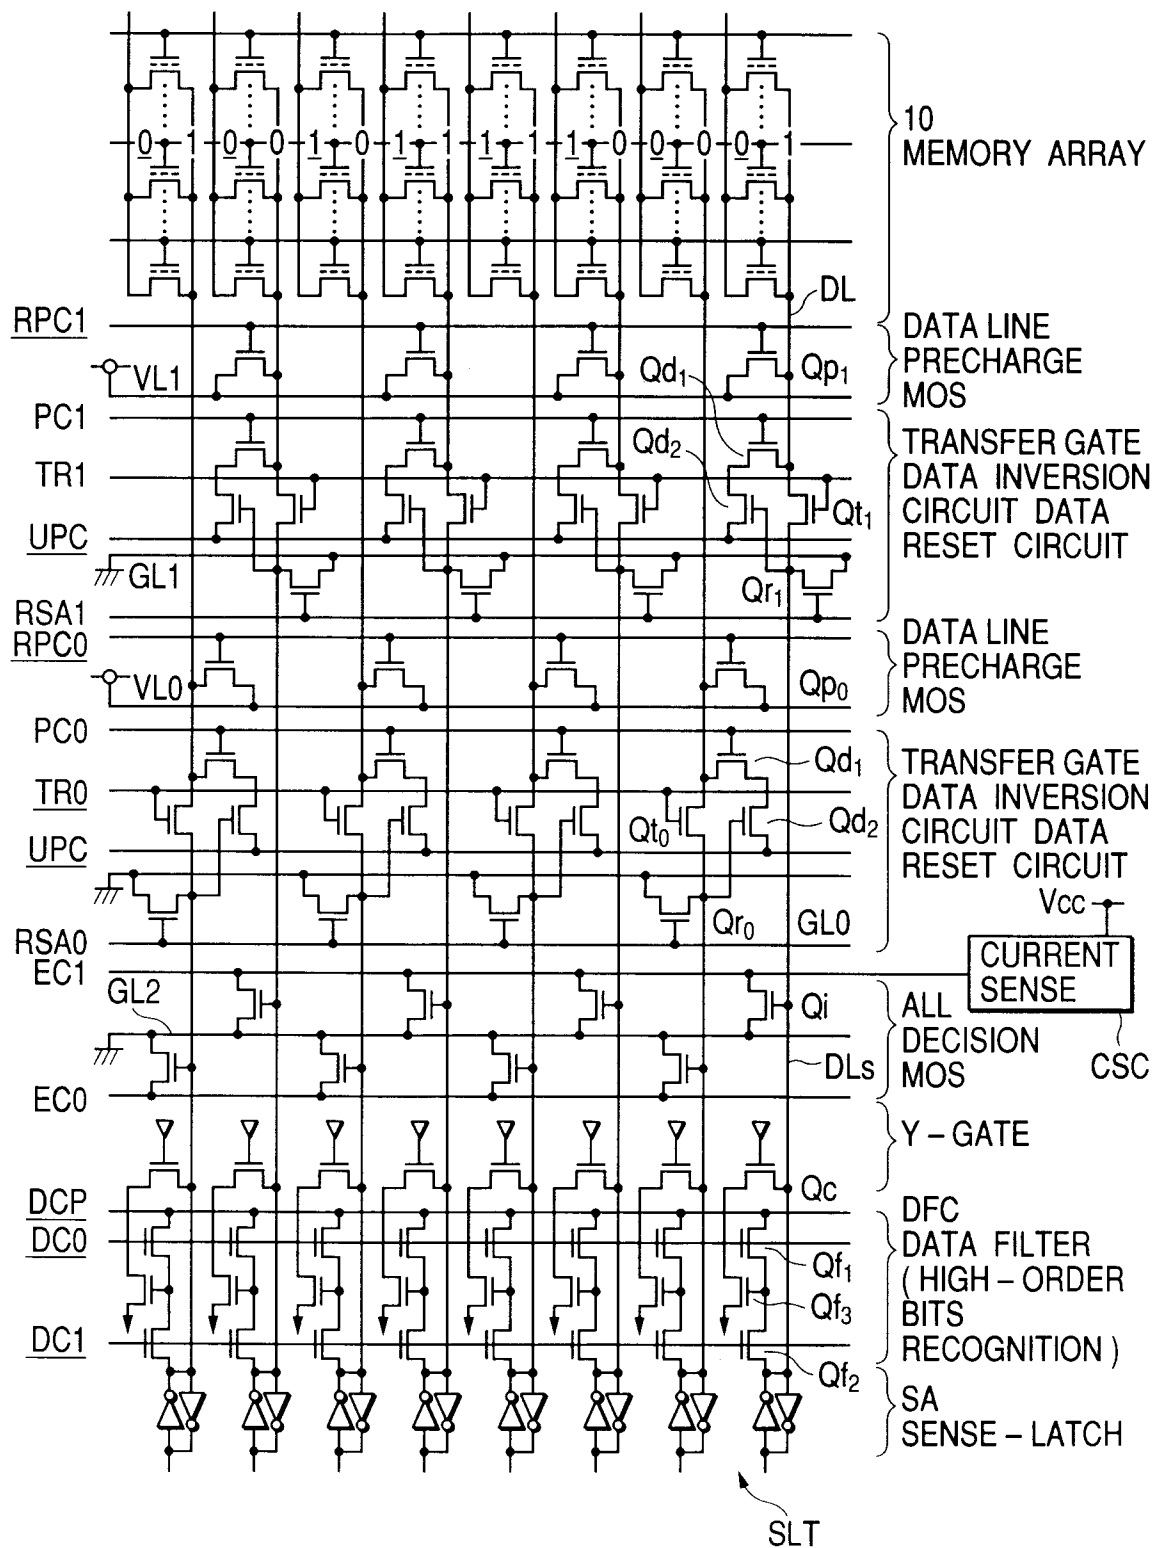 0 1 0 0 1 0 1 1 1 1 1 0 0 0 0 1
10
MEMORY ARRAY
DL
RPC1
DATA LINE
PRECHARGE
MOS
VL1
Qd1
Qp1
PC1
TRANSFER GATE
DATA INVERSION
CIRCUIT DATA
RESET CIRCUIT
Qd2
TR1
Qt1
UPC
GL1
Qr1
RSA1
RPC0
DATA LINE
PRECHARGE
MOS
VL0
Qp0
PC0
TRANSFER GATE
DATA INVERSION
CIRCUIT DATA
RESET CIRCUIT
Qd1
TR0
Qt0
Qd2
UPC
Qr0
GL0
Vcc
RSA0
EC1
CURRENT
SENSE
GL2
Qi
ALL
DECISION
MOS
DLs
CSC
EC0
Y-GATE
Qc
DCP
DFC
DATA FILTER
(HIGH-ORDER
BITS
RECOGNITION)
DC0
Qf1
Qf3
DC1
Qf2
SA
SENSE-LATCH
SLT